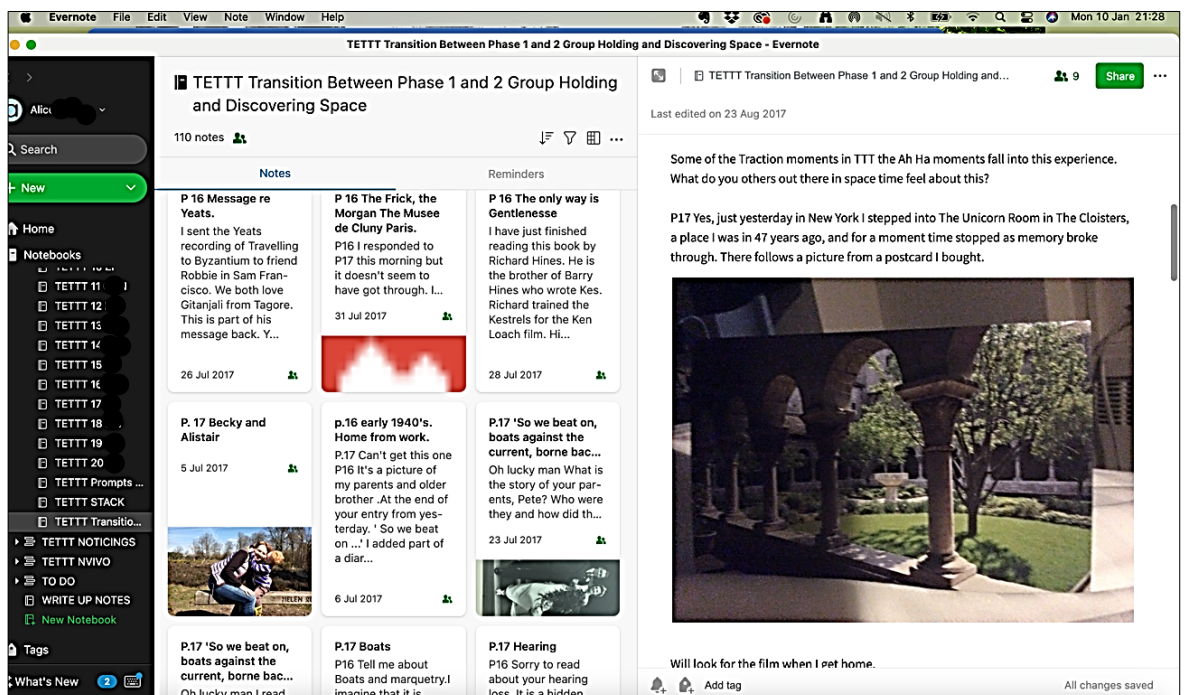 Evernote File Edit View Note Window Help
Mon 10 Jan 21:28
TETTT Transition Between Phase 1 and 2 Group Holding and Discovering Space - Evernote
Alice
Search
New
Home
Notebooks
TETTT 11
TETTT 12
TETTT 13
TETTT 14
TETTT 15
TETTT 16
TETTT 17
TETTT 18
TETTT 19
TETTT 20
TETTT Prompts ...
TETTT STACK
TETTT Transitio...
TETTT NOTICINGS
TETTT NVIVO
TO DO
WRITE UP NOTES
New Notebook
Tags
What's New 2
TETTT Transition Between Phase 1 and 2 Group Holding
and Discovering Space
110 notes
Notes
Reminders
P 16 Message re
Yeats.
I sent the Yeats
recording of Travelling
to Byzantium to friend
Robbie in Sam Fran-
cisco. We both love
Gitanjali from Tagore.
This is part of his
message back. Y...
26 Jul 2017
P 16 The Frick, the
Morgan The Musee
de Cluny Paris.
P16 I responded to
P17 this morning but
it doesn't seem to
have got through. I...
31 Jul 2017
P 16 The only way is
Gentlenesse
I have just finished
reading this book by
Richard Hines. He is
the brother of Barry
Hines who wrote Kes.
Richard trained the
Kestrels for the Ken
Loach film. Hi...
28 Jul 2017
P. 17 Becky and
Alistair
5 Jul 2017
p.16 early 1940's.
Home from work.
P.17 Can't get this one
P16 It's a picture of
my parents and older
brother .At the end of
your entry from yes-
terday. ' So we beat
on ...' I added part of
a diar...
6 Jul 2017
P.17 'So we beat on,
boats against the
current, borne bac...
Oh lucky man What is
the story of your par-
ents, Pete? Who were
they and how did th...
23 Jul 2017
P.17 'So we beat on,
boats against the
current, borne bac...
Oh lucky man I read
P.17 Boats
P16 Tell me about
Boats and marquetry.I
imagine that it is
P.17 Hearing
P16 Sorry to read
about your hearing
loss. It is a hidden
TETTT Transition Between Phase 1 and 2 Group Holding and...
9
Share
Last edited on 23 Aug 2017
Some of the Traction moments in TTT the Ah Ha moments fall into this experience.
What do you others out there in space time feel about this?
P17 Yes, just yesterday in New York I stepped into The Unicorn Room in The Cloisters,
a place I was in 47 years ago, and for a moment time stopped as memory broke
through. There follows a picture from a postcard I bought.
Will look for the film when I get home.
Add tag
All changes saved